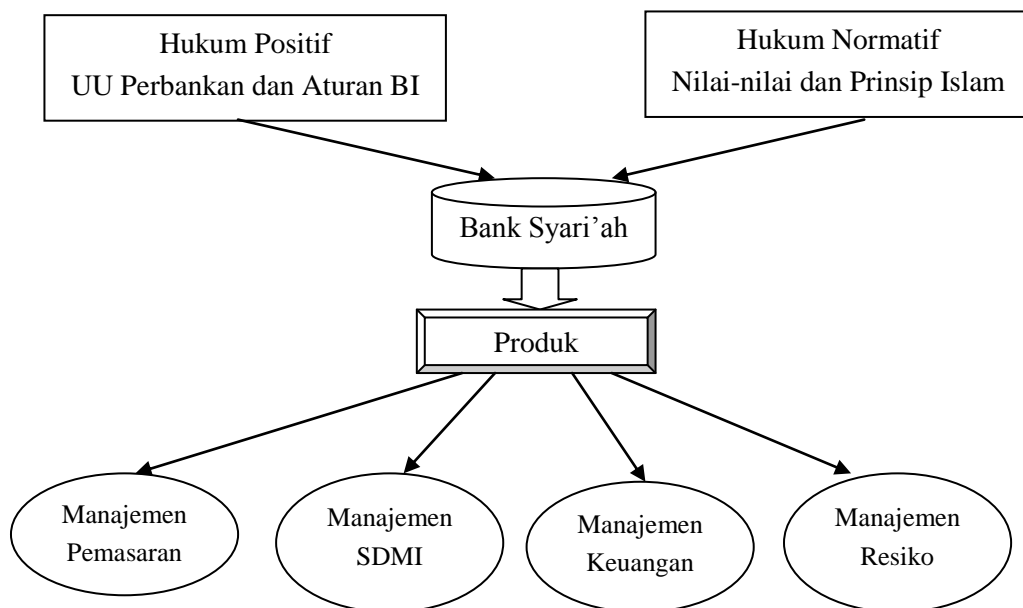 Hukum Positif
UU Perbankan dan Aturan BI
Hukum Normatif
Nilai-nilai dan Prinsip Islam
Bank Syari’ah
Produk
Manajemen
Pemasaran
Manajemen
SDMI
Manajemen
Keuangan
Manajemen
Resiko